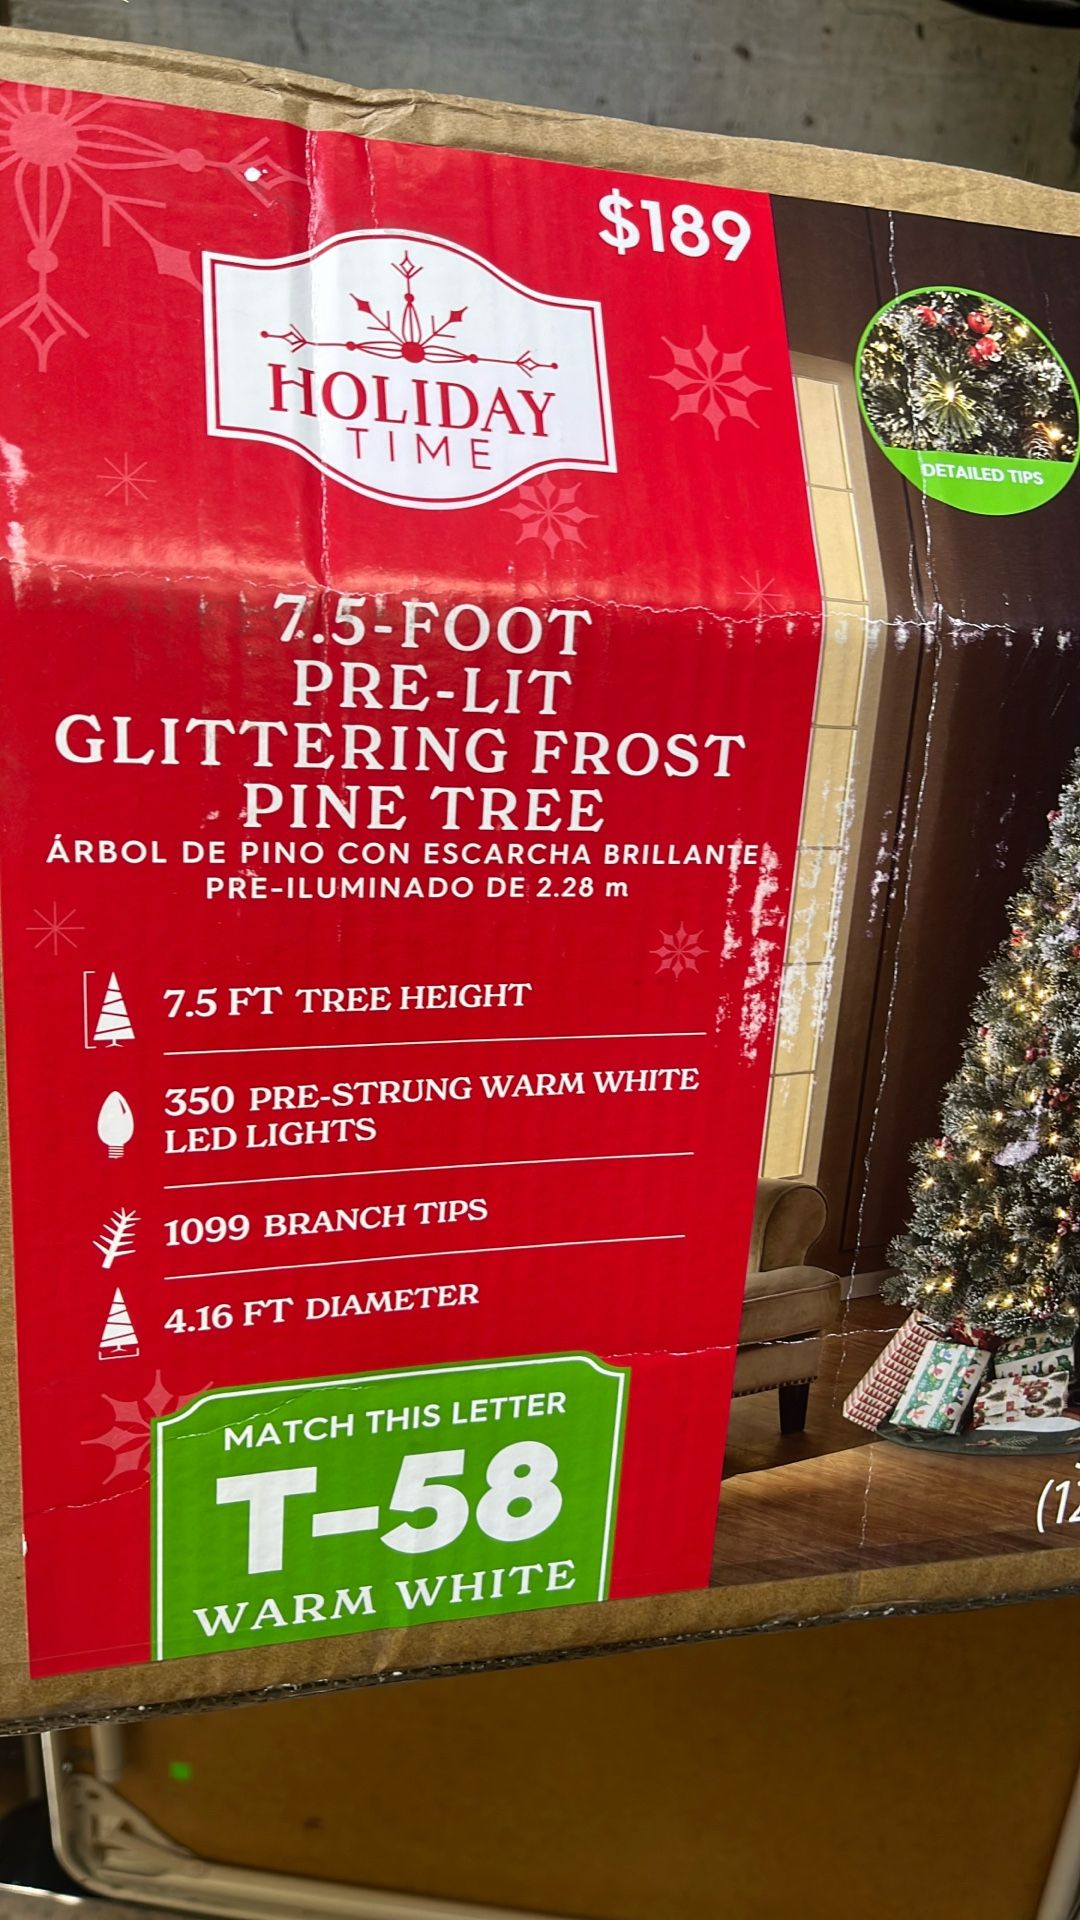 $189
HOLIDAY
TIME
DETAILED TIPS
7.5-FOOT
PRE-LIT
GLITTERING FROST
PINE TREE
ÁRBOL DE PINO CON ESCARCHA BRILLANTE
PRE-ILUMINADO DE 2.28 m
7.5 FT TREE HEIGHT
350 PRE-STRUNG WARM WHITE
LED LIGHTS
1099 BRANCH TIPS
4.16 FT DIAMETER
MATCH THIS LETTER
T-58
WARM WHITE